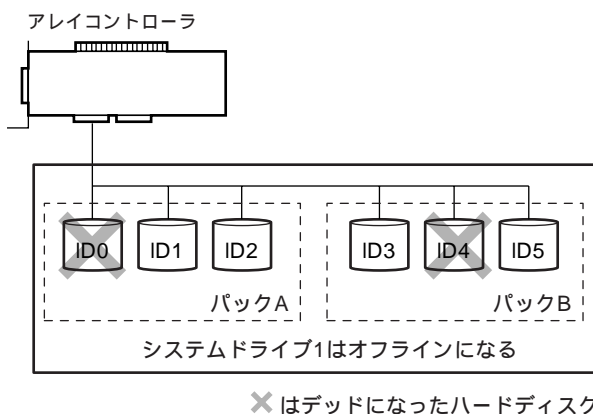 アレイコントローラ
ID0 ID1 ID2 ID3 ID4 ID5
パックA パックB
システムドライブ1はオフラインになる
はデッドになったハードディスク